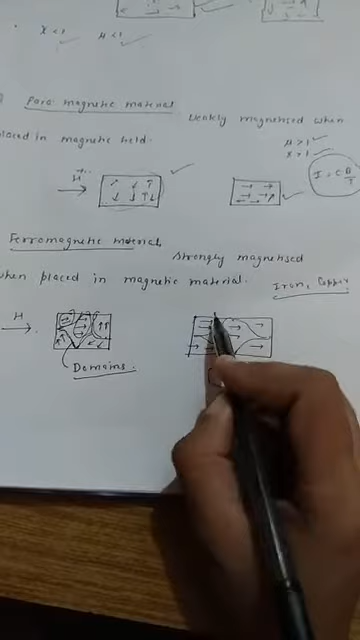 X < 1 μ < 1
Para magnetic material Weakly magnetised when
placed in magnetic field.
μ > 1
X > 1
H
Ferromagnetic material Strongly magnetised
when placed in magnetic material. Iron, Copper
H
Domains.